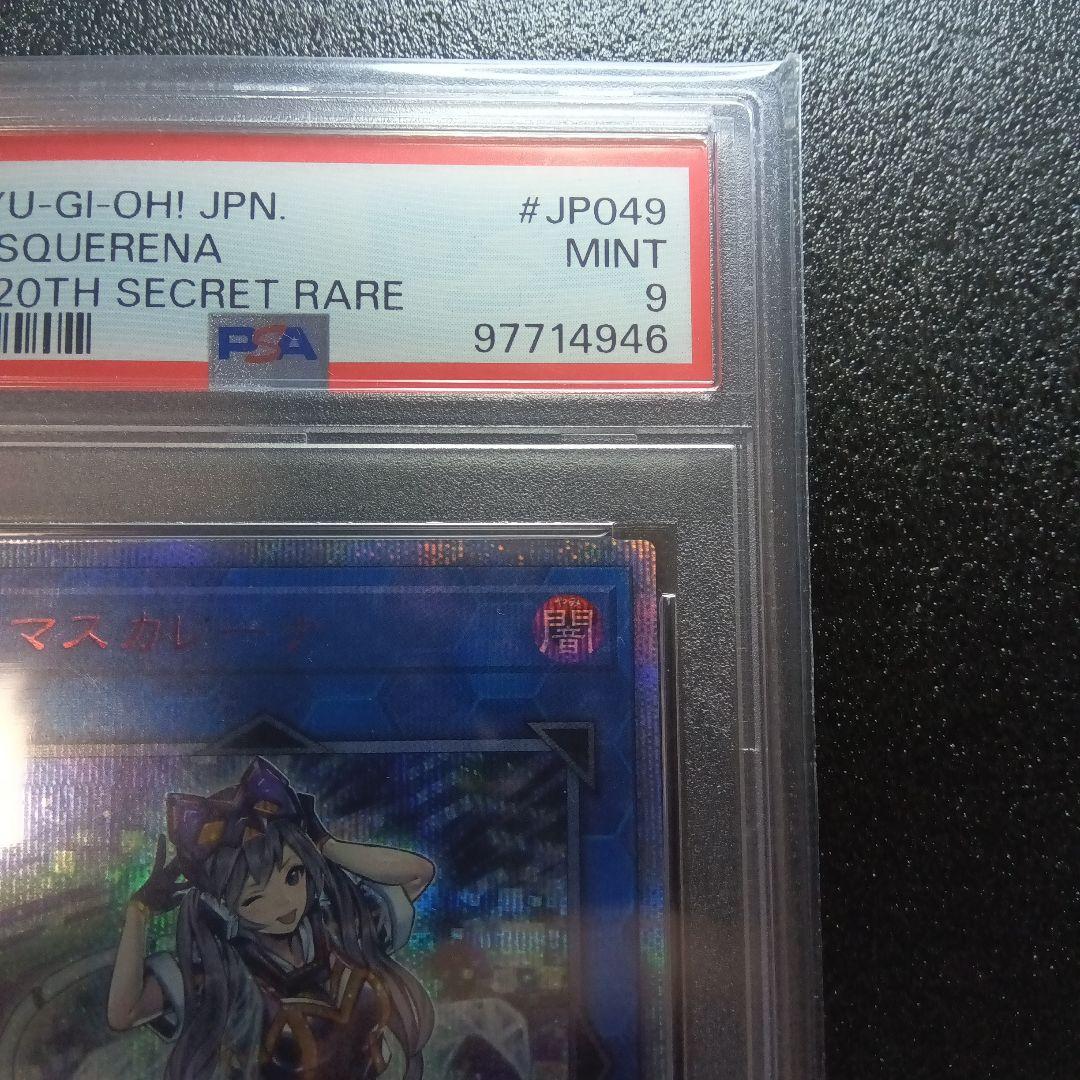 YU-GI-OH! JPN. #JP049
SQUERENA MINT
20TH SECRET RARE 9
PSA 97714946
マスカレー
闇